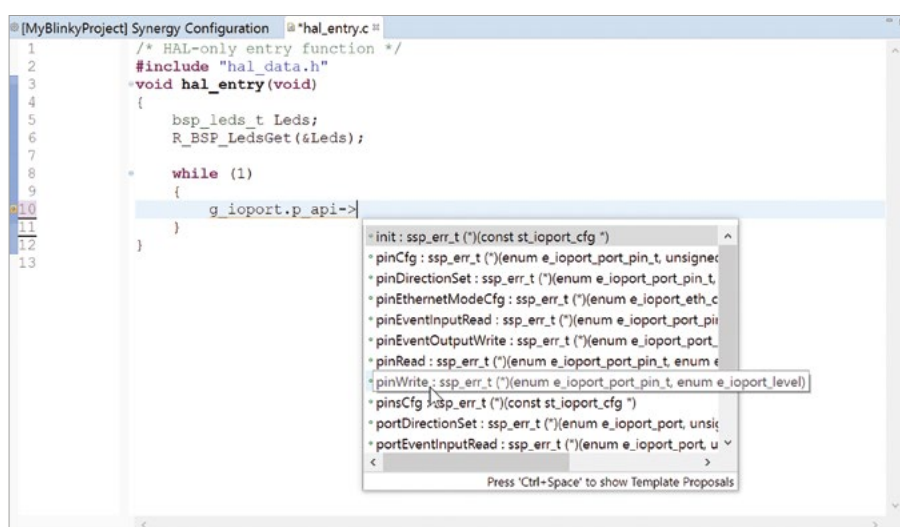 [MyBlinkyProject] Synergy Configuration *hal_entry.c
1 /* HAL-only entry function */
2 #include "hal_data.h"
3 void hal_entry(void)
4 {
5 bsp_leds_t Leds;
6 R_BSP_LedsGet(&Leds);
7
8 while (1)
9 {
10 g_ioport.p_api->
11 }
12 }
13
init : ssp_err_t (*)(const st_ioport_cfg *)
pinCfg : ssp_err_t (*)(enum e_ioport_port_pin_t, unsigned
pinDirectionSet : ssp_err_t (*)(enum e_ioport_port_pin_t,
pinEthernetModeCfg : ssp_err_t (*)(enum e_ioport_eth_c
pinEventInputRead : ssp_err_t (*)(enum e_ioport_port_pin
pinEventOutputWrite : ssp_err_t (*)(enum e_ioport_port_
pinRead : ssp_err_t (*)(enum e_ioport_port_pin_t, enum e
pinWrite : ssp_err_t (*)(enum e_ioport_port_pin_t, enum e_ioport_level)
pinsCfg : ssp_err_t (*)(const st_ioport_cfg *)
portDirectionSet : ssp_err_t (*)(enum e_ioport_port, unsig
portEventInputRead : ssp_err_t (*)(enum e_ioport_port, u
Press 'Ctrl+Space' to show Template Proposals